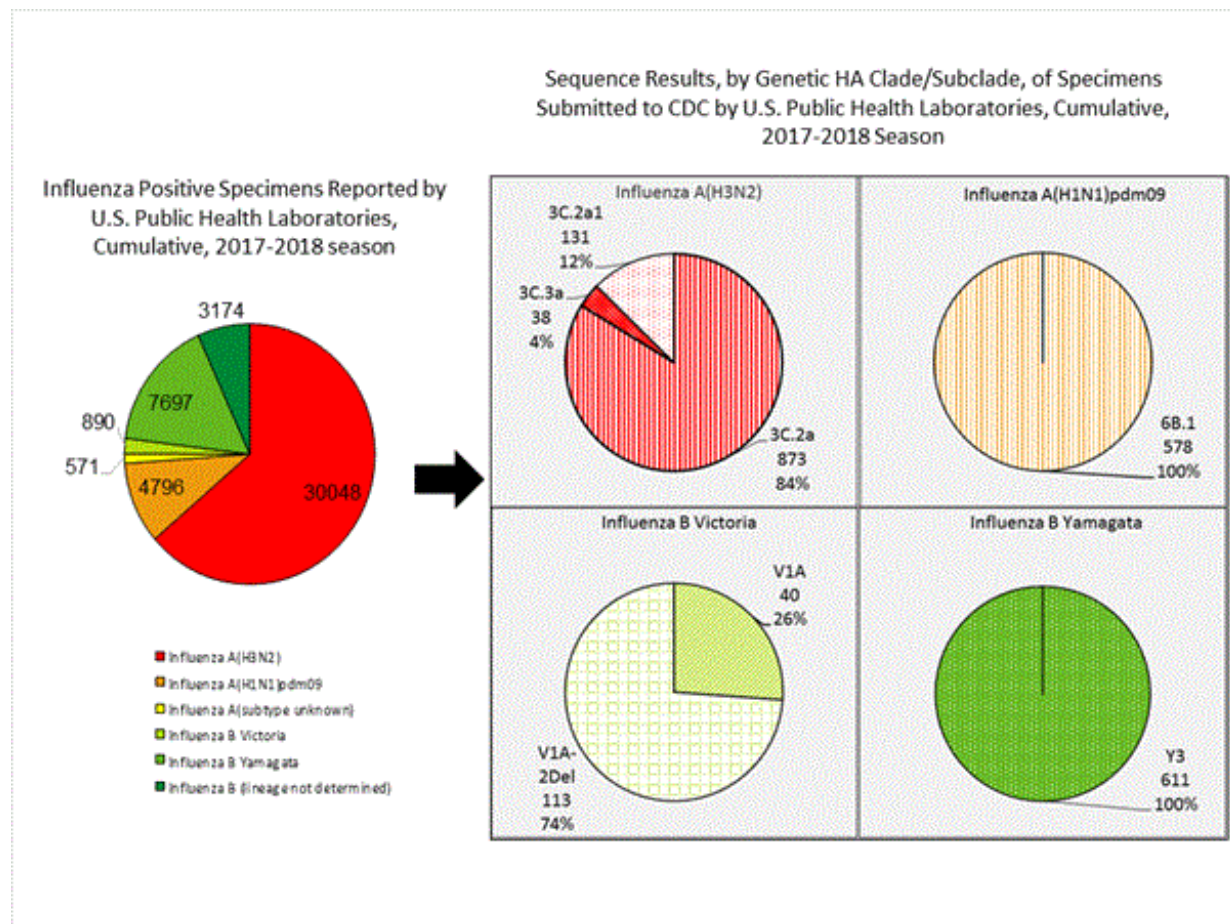 Sequence Results, by Genetic HA Clade/Subclade, of Specimens
Submitted to CDC by U.S. Public Health Laboratories, Cumulative,
2017-2018 Season
Influenza Positive Specimens Reported by
U.S. Public Health Laboratories,
Cumulative, 2017-2018 season
3174
7697
890
571
4796
30048
Influenza A(H3N2)
Influenza A(H1N1)pdm09
Influenza A(subtype unknown)
Influenza B Victoria
Influenza B Yamagata
Influenza B (lineage not determined)
Influenza A(H3N2)
3C.2a1
131
12%
3C.3a
38
4%
3C.2a
873
84%
Influenza A(H1N1)pdm09
6B.1
578
100%
Influenza B Victoria
V1A
40
26%
V1A-
2Del
113
74%
Influenza B Yamagata
Y3
611
100%